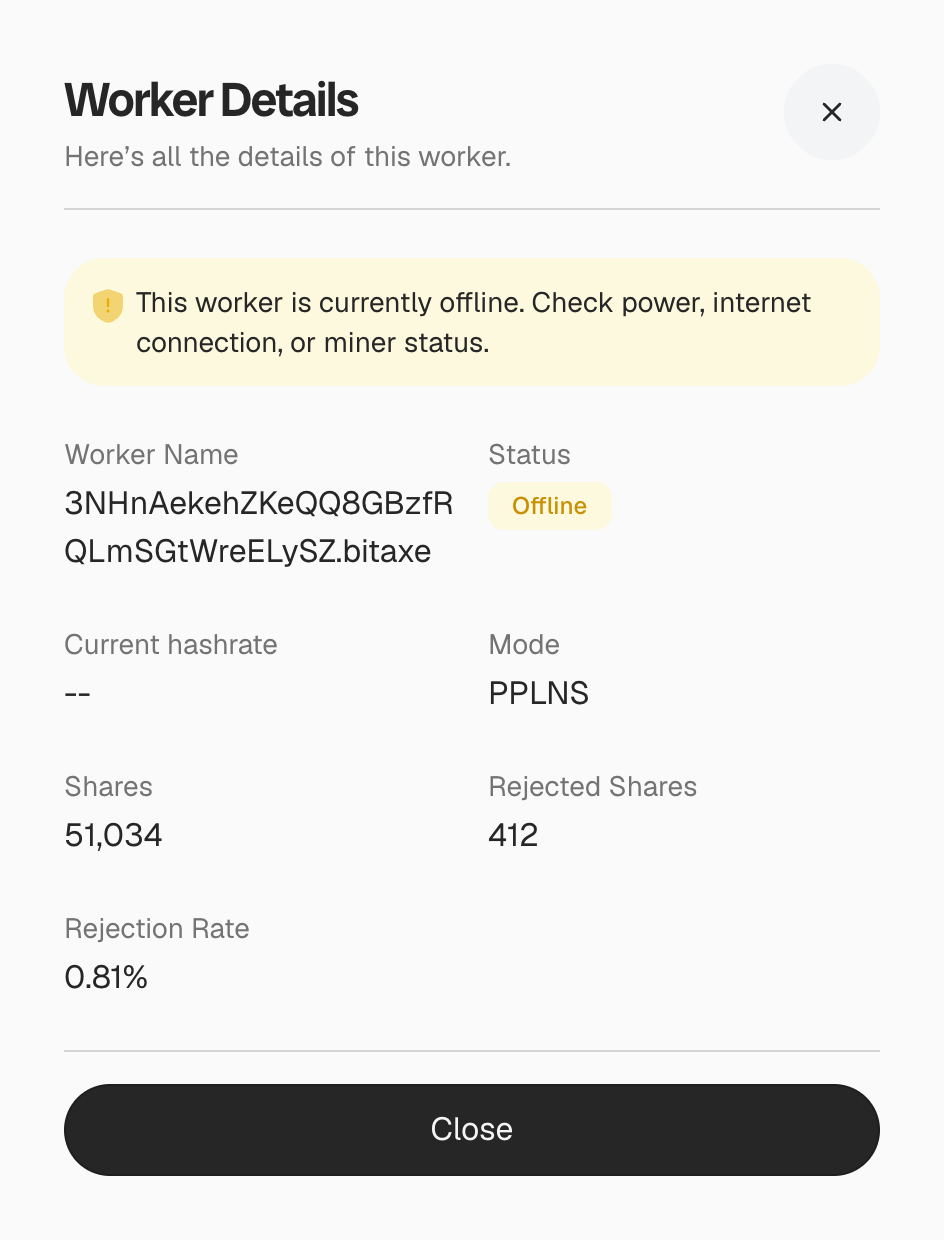 Worker Details
Here’s all the details of this worker.
This worker is currently offline. Check power, internet
connection, or miner status.
Worker Name
3NHnAekehZKeQQ8GBzfR
QLmSGtWreELySZ.bitaxe
Status
Offline
Current hashrate
--
Mode
PPLNS
Shares
51,034
Rejected Shares
412
Rejection Rate
0.81%
Close